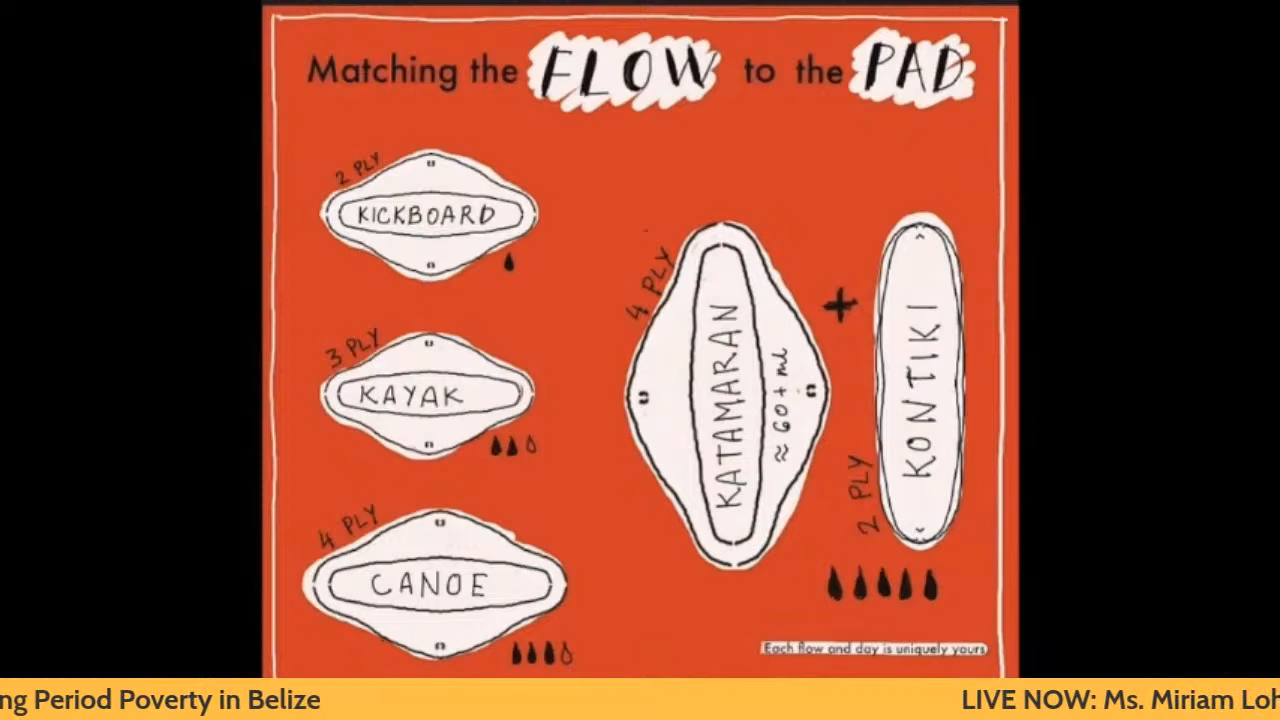 Matching the FLOW to the PAD
2 PLY
KICKBOARD
3 PLY
KAYAK
4 PLY
CANOE
4 PLY
KATAMARAN
≈ 60+ ml
+
2 PLY
KONTIKI
Each flow and day is uniquely yours
ng Period Poverty in Belize
LIVE NOW: Ms. Miriam Loh